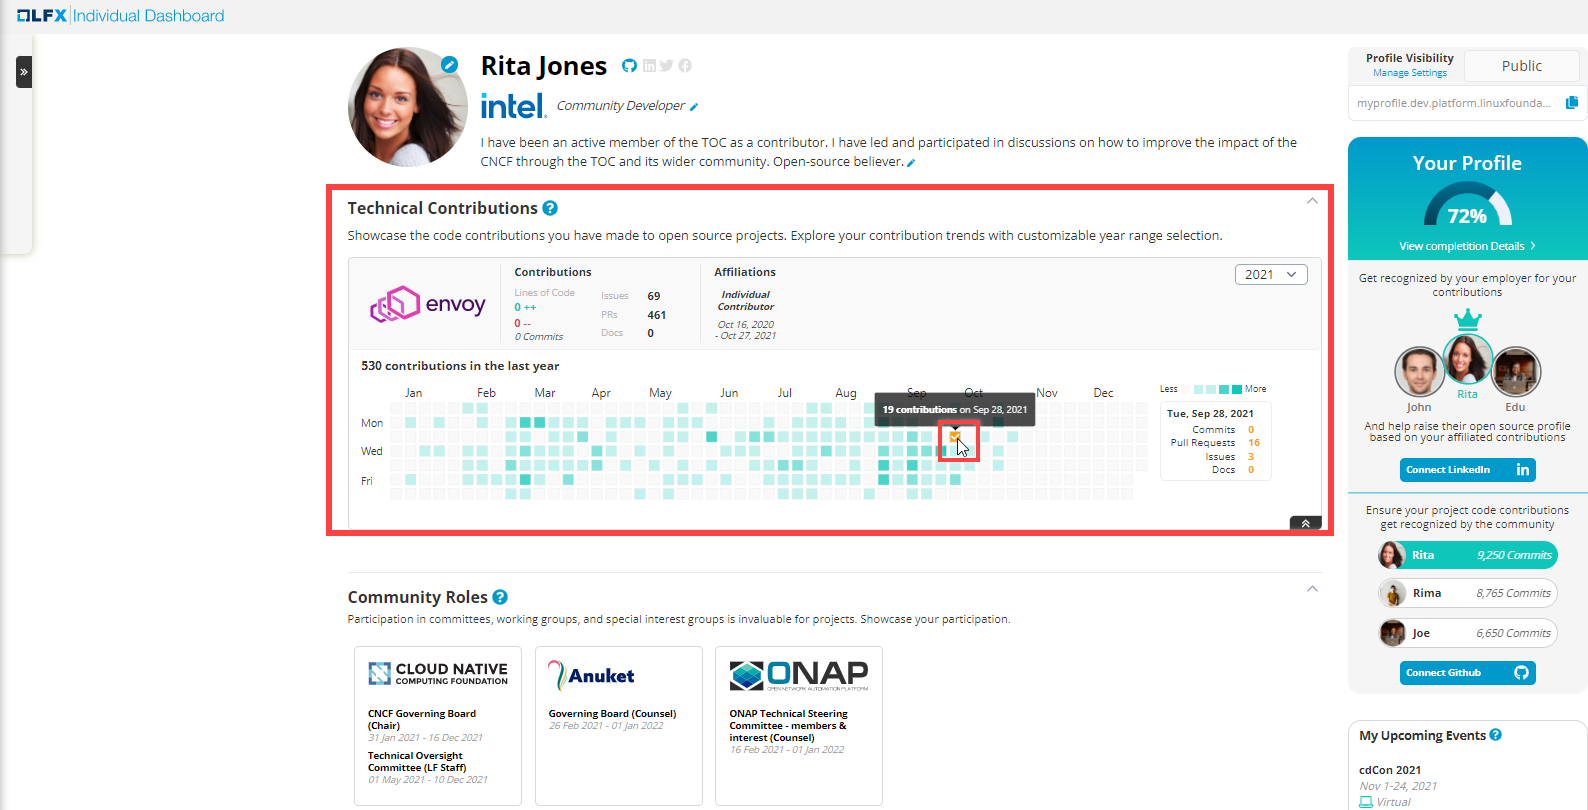 LFX Individual Dashboard
»
Rita Jones
intel. Community Developer
I have been an active member of the TOC as a contributor. I have led and participated in discussions on how to improve the impact of the
CNCF through the TOC and its wider community. Open-source believer.
Technical Contributions ?
Showcase the code contributions you have made to open source projects. Explore your contribution trends with customizable year range selection.
envoy
Contributions
Lines of Code
0 ++
0 --
0 Commits
Issues 69
PRs 461
Docs 0
Affiliations
Individual
Contributor
Oct 16, 2020
- Oct 27, 2021
2021
530 contributions in the last year
Jan Feb Mar Apr May Jun Jul Aug Sep Oct Nov Dec
Mon
Wed
Fri
19 contributions on Sep 28, 2021
Less More
Tue, Sep 28, 2021
Commits 0
Pull Requests 16
Issues 3
Docs 0
Community Roles ?
Participation in committees, working groups, and special interest groups is invaluable for projects. Showcase your participation.
CLOUD NATIVE
COMPUTING FOUNDATION
CNCF Governing Board
(Chair)
31 Jan 2021 - 16 Dec 2021
Technical Oversight
Committee (LF Staff)
01 May 2021 - 10 Dec 2021
Anuket
Governing Board (Counsel)
26 Feb 2021 - 01 Jan 2022
ONAP
OPEN NETWORK AUTOMATION PLATFORM
ONAP Technical Steering
Committee - members &
interest (Counsel)
16 Feb 2021 - 01 Jan 2022
Profile Visibility
Manage Settings
Public
myprofile.dev.platform.linuxfounda...
Your Profile
72%
View completition Details >
Get recognized by your employer for your
contributions
John Rita Edu
And help raise their open source profile
based on your affiliated contributions
Connect LinkedIn in
Ensure your project code contributions
get recognized by the community
Rita 9,250 Commits
Rima 8,765 Commits
Joe 6,650 Commits
Connect Github
My Upcoming Events ?
cdCon 2021
Nov 1-24, 2021
Virtual